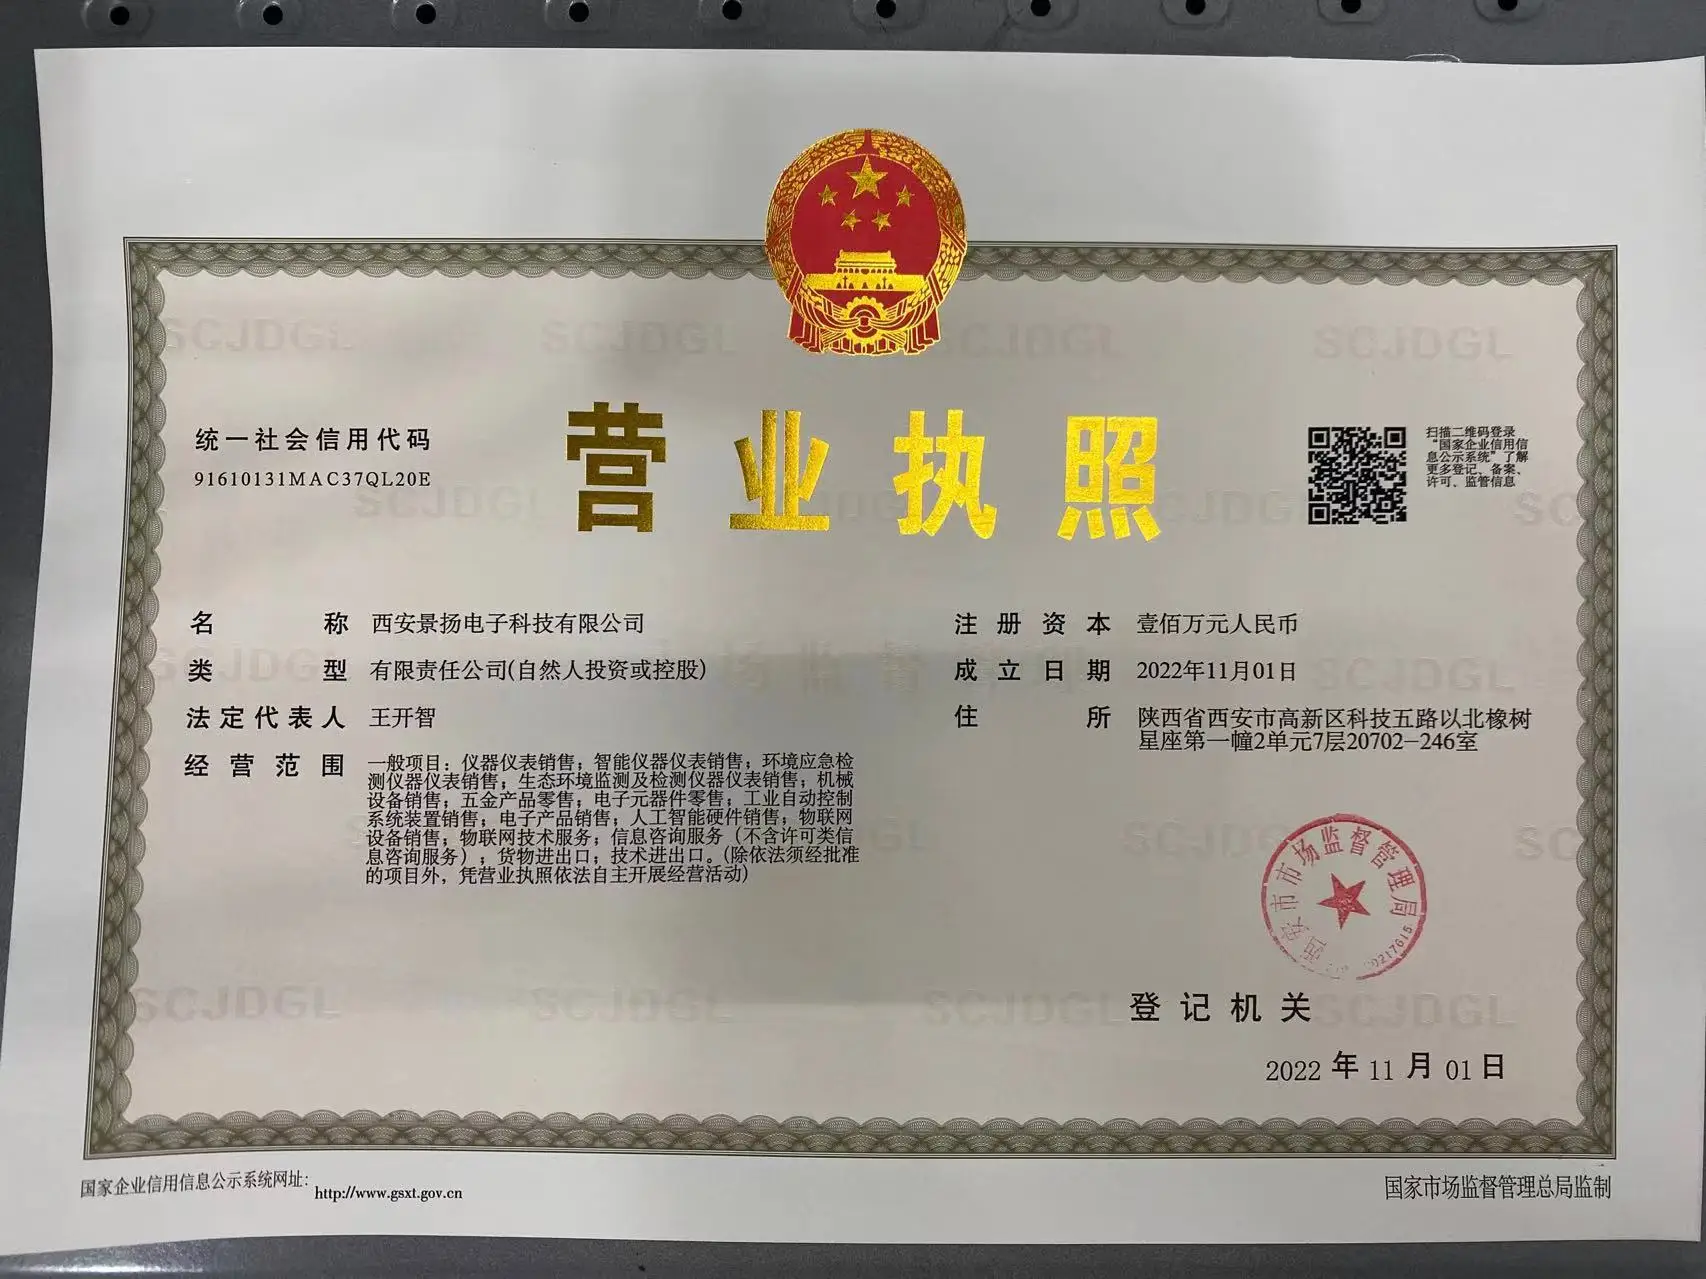 营业执照
统一社会信用代码
91610131MAC37QL20E
扫描二维码登录
“国家企业信用信
息公示系统”了解
更多登记、备案、
许可、监管信息
名称 西安景扬电子科技有限公司
类型 有限责任公司(自然人投资或控股)
法定代表人 王开智
经营范围 一般项目：仪器仪表销售；智能仪器仪表销售；环境应急检
测仪器仪表销售；生态环境监测及检测仪器仪表销售；机械
设备销售；五金产品零售；电子元器件零售；工业自动控制
系统装置销售；电子产品销售；人工智能硬件销售；物联网
设备销售；物联网技术服务；信息咨询服务（不含许可类信
息咨询服务）；货物进出口；技术进出口。(除依法须经批准
的项目外，凭营业执照依法自主开展经营活动)
注册资本 壹佰万元人民币
成立日期 2022年11月01日
住所 陕西省西安市高新区科技五路以北橡树
星座第一幢2单元7层20702-246室
西安市市场监督管理局
登记机关
2022年11月01日
国家企业信用信息公示系统网址：
http://www.gsxt.gov.cn
国家市场监督管理总局监制
SCJDGL